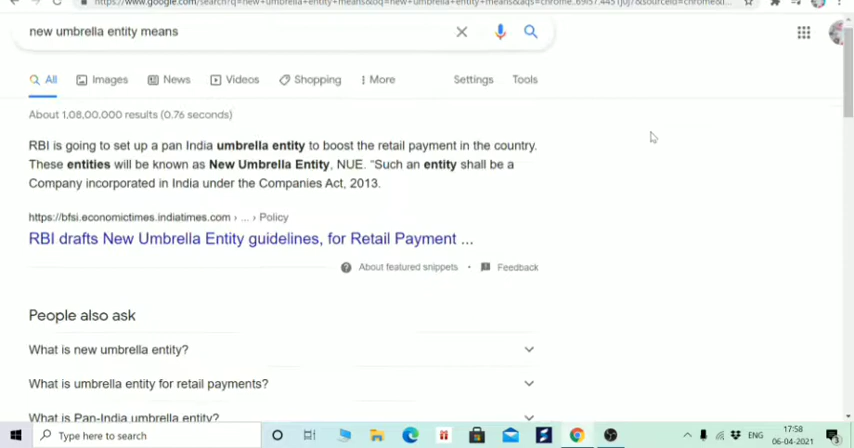 new umbrella entity means
All
Images
News
Videos
Shopping
More
Settings
Tools
About 1,08,00,000 results (0.76 seconds)
RBI is going to set up a pan India umbrella entity to boost the retail payment in the country.
These entities will be known as New Umbrella Entity, NUE. "Such an entity shall be a
Company incorporated in India under the Companies Act, 2013.
https://bfsi.economictimes.indiatimes.com › ... › Policy
RBI drafts New Umbrella Entity guidelines, for Retail Payment ...
About featured snippets • Feedback
People also ask
What is new umbrella entity?
What is umbrella entity for retail payments?
What is Pan-India umbrella entity?
Type here to search
ENG
17:58
06-04-2021